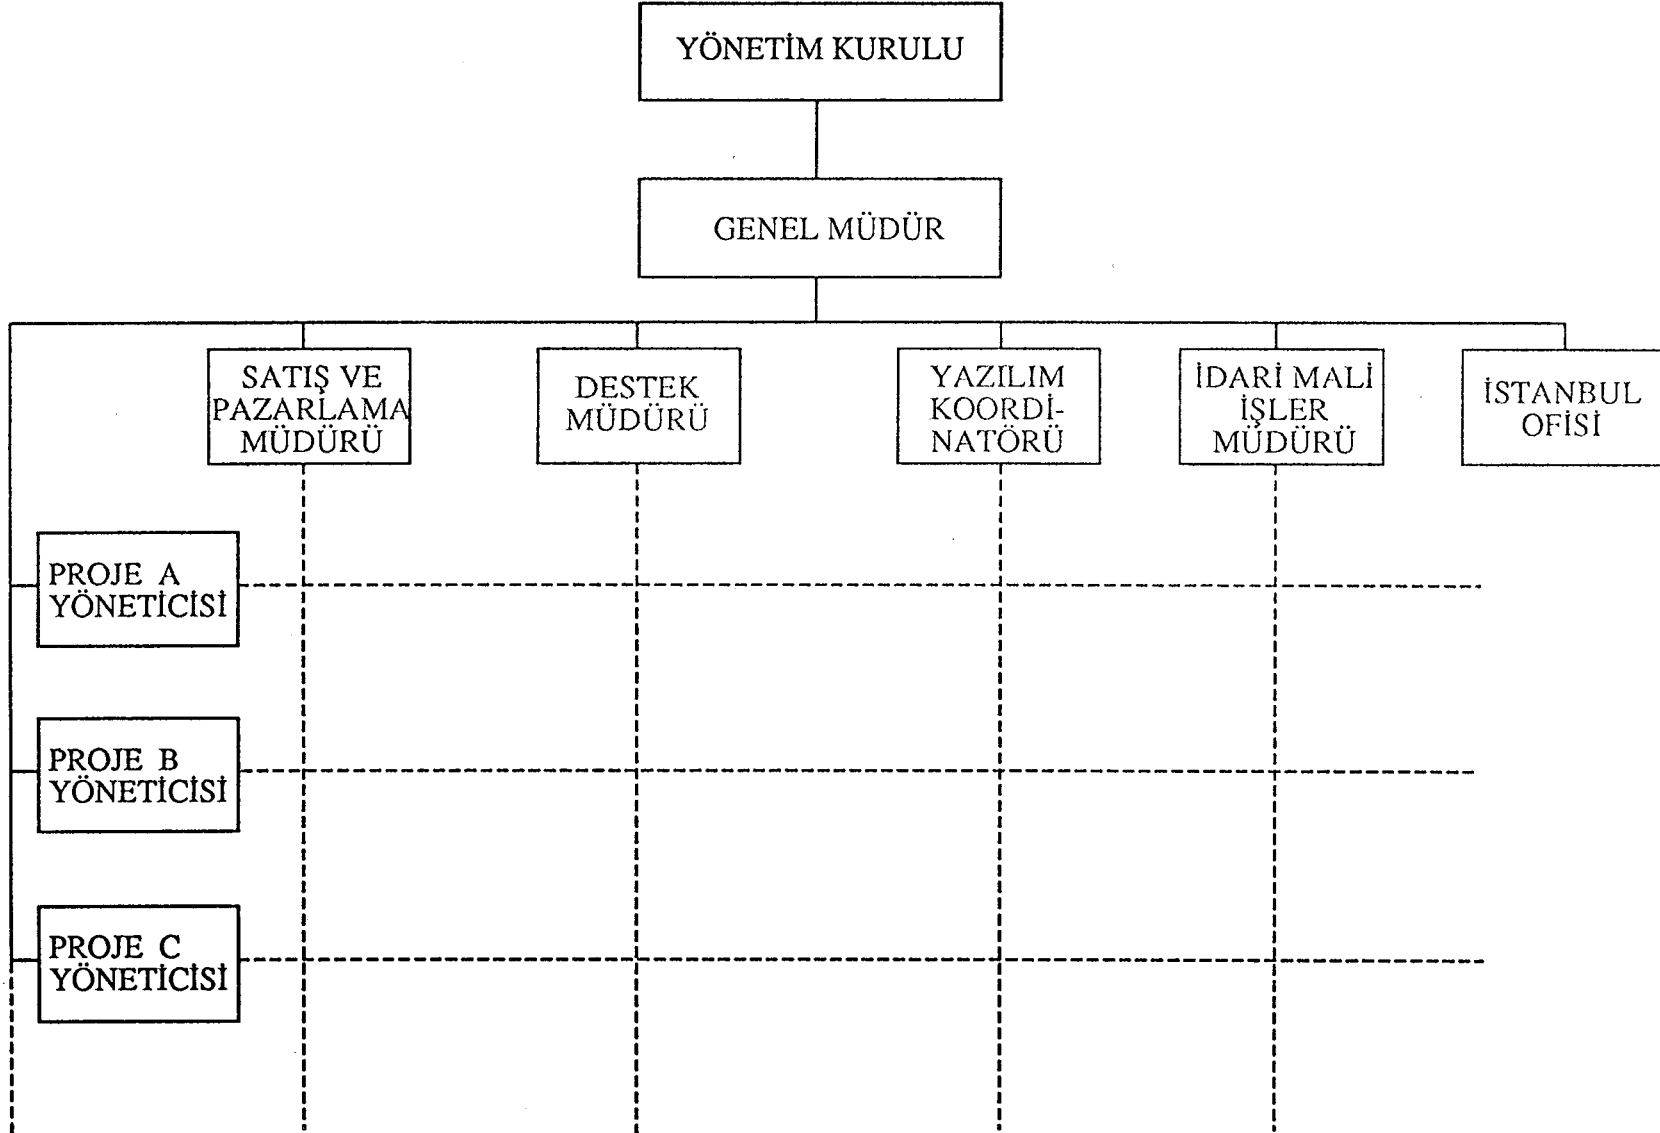 YÖNETİM KURULU
GENEL MÜDÜR
SATIŞ VE
PAZARLAMA
MÜDÜRÜ
DESTEK
MÜDÜRÜ
YAZILIM
KOORDİ-
NATÖRÜ
İDARİ MALİ
İŞLER
MÜDÜRÜ
İSTANBUL
OFİSİ
PROJE A
YÖNETİCİSİ
PROJE B
YÖNETİCİSİ
PROJE C
YÖNETİCİSİ